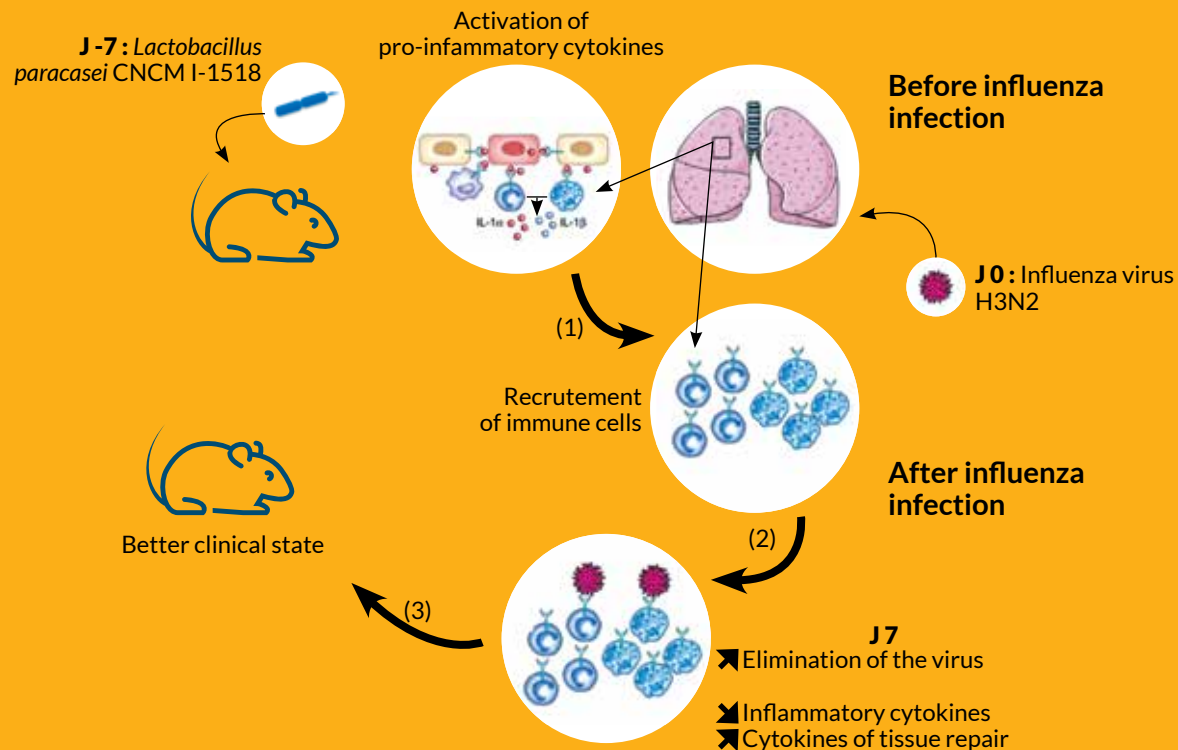 J -7 : Lactobacillus
paracasei CNCM I-1518
Activation of
pro-infammatory cytokines
IL-1α
IL-1β
Before influenza
infection
J 0 : Influenza virus
H3N2
(1)
Recrutement
of immune cells
After influenza
infection
(2)
Better clinical state
(3)
J 7
Elimination of the virus
Inflammatory cytokines
Cytokines of tissue repair